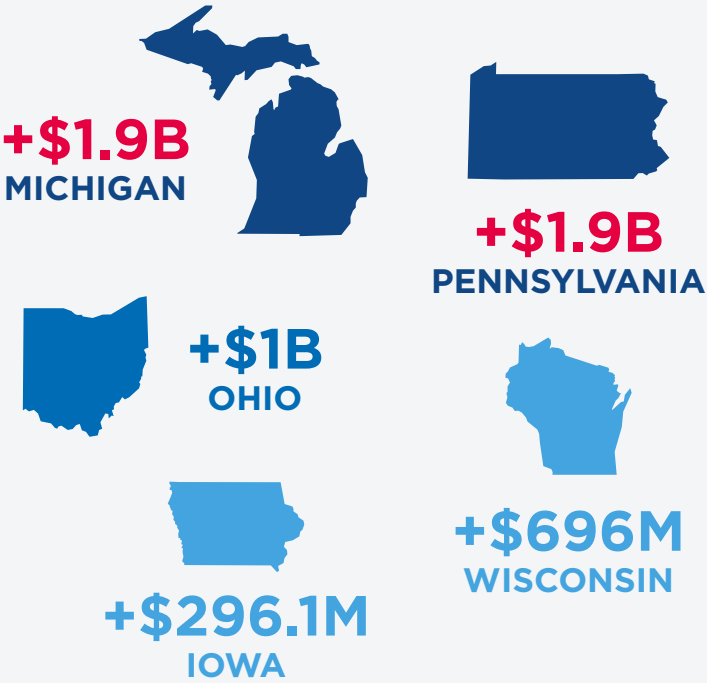 +$1.9B
MICHIGAN
+$1.9B
PENNSYLVANIA
+$1B
OHIO
+$696M
WISCONSIN
+$296.1M
IOWA